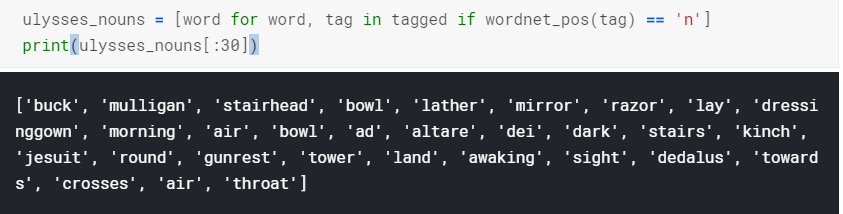 ulysses_nouns = [word for word, tag in tagged if wordnet_pos(tag) == 'n']
print(ulysses_nouns[:30])
['buck', 'mulligan', 'stairhead', 'bowl', 'lather', 'mirror', 'razor', 'lay', 'dressi
nggown', 'morning', 'air', 'bowl', 'ad', 'altare', 'dei', 'dark', 'stairs', 'kinch',
'jesuit', 'round', 'gunrest', 'tower', 'land', 'awaking', 'sight', 'dedalus', 'toward
s', 'crosses', 'air', 'throat']